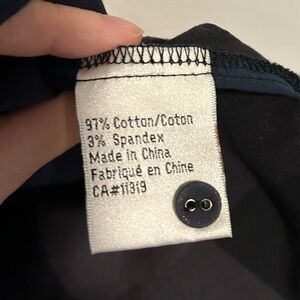 97% Cotton/Coton
3% Spandex
Made in China
Fabriqué en Chine
CA#11319